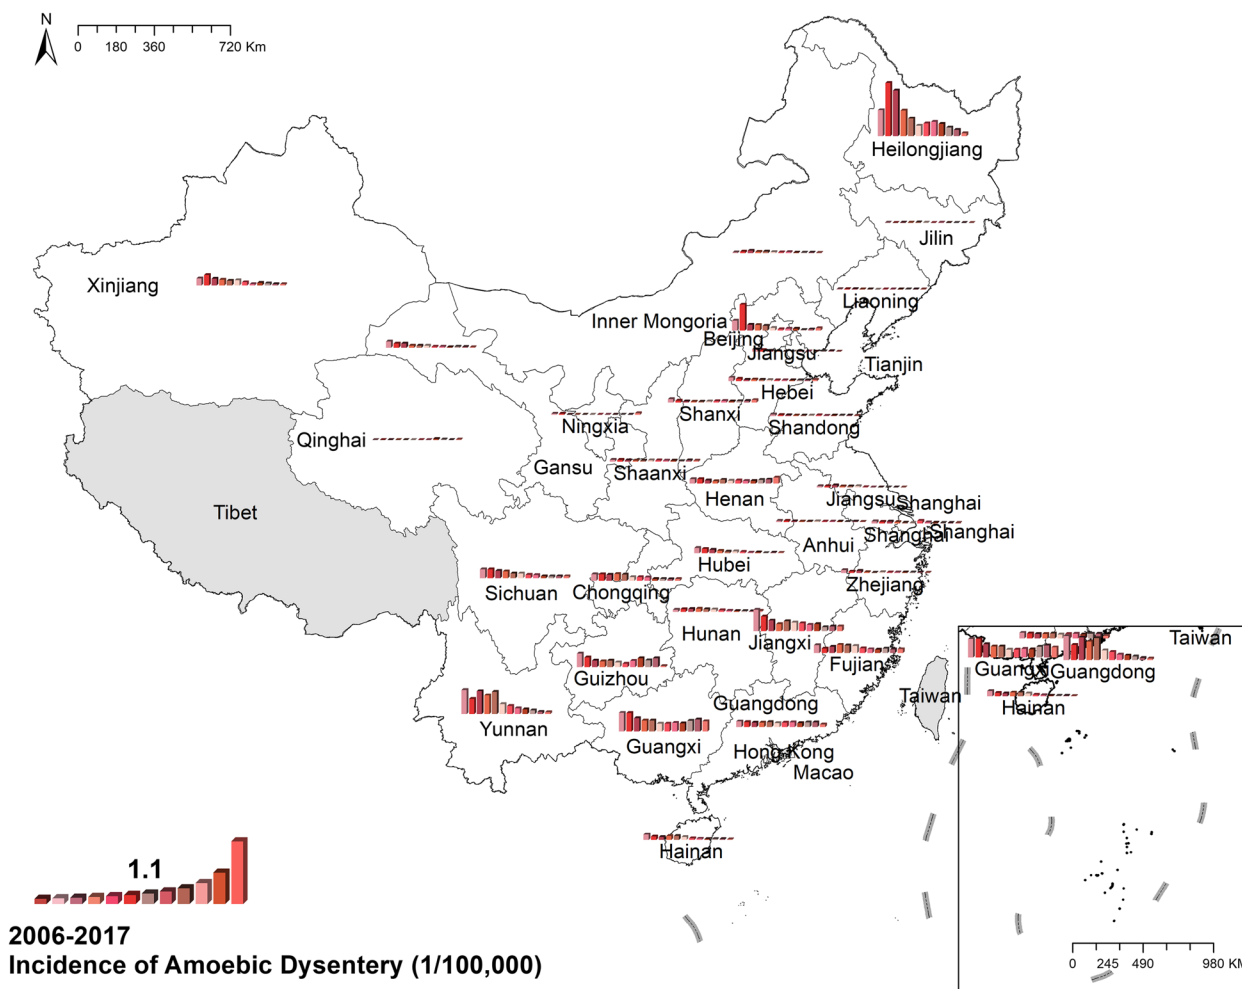 N
0 180 360 720 Km
Heilongjiang
Jilin
Xinjiang
Liaoning
Inner Mongoria
Beijing
Jiangsu
Tianjin
Hebei
Shanxi
Shandong
Ningxia
Qinghai
Gansu
Shaanxi
Henan
Jiangsu
Shanghai
Tibet
Shanghai
Shanghai
Anhui
Hubei
Zhejiang
Sichuan
Chongqing
Hunan
Jiangxi
Taiwan
Fujian
Guangxi
Guangdong
Guizhou
Taiwan
Guangdong
Hainan
Yunnan
Guangxi
Hong Kong
Macao
Hainan
1.1
2006-2017
Incidence of Amoebic Dysentery (1/100,000)
0 245 490 980 KM